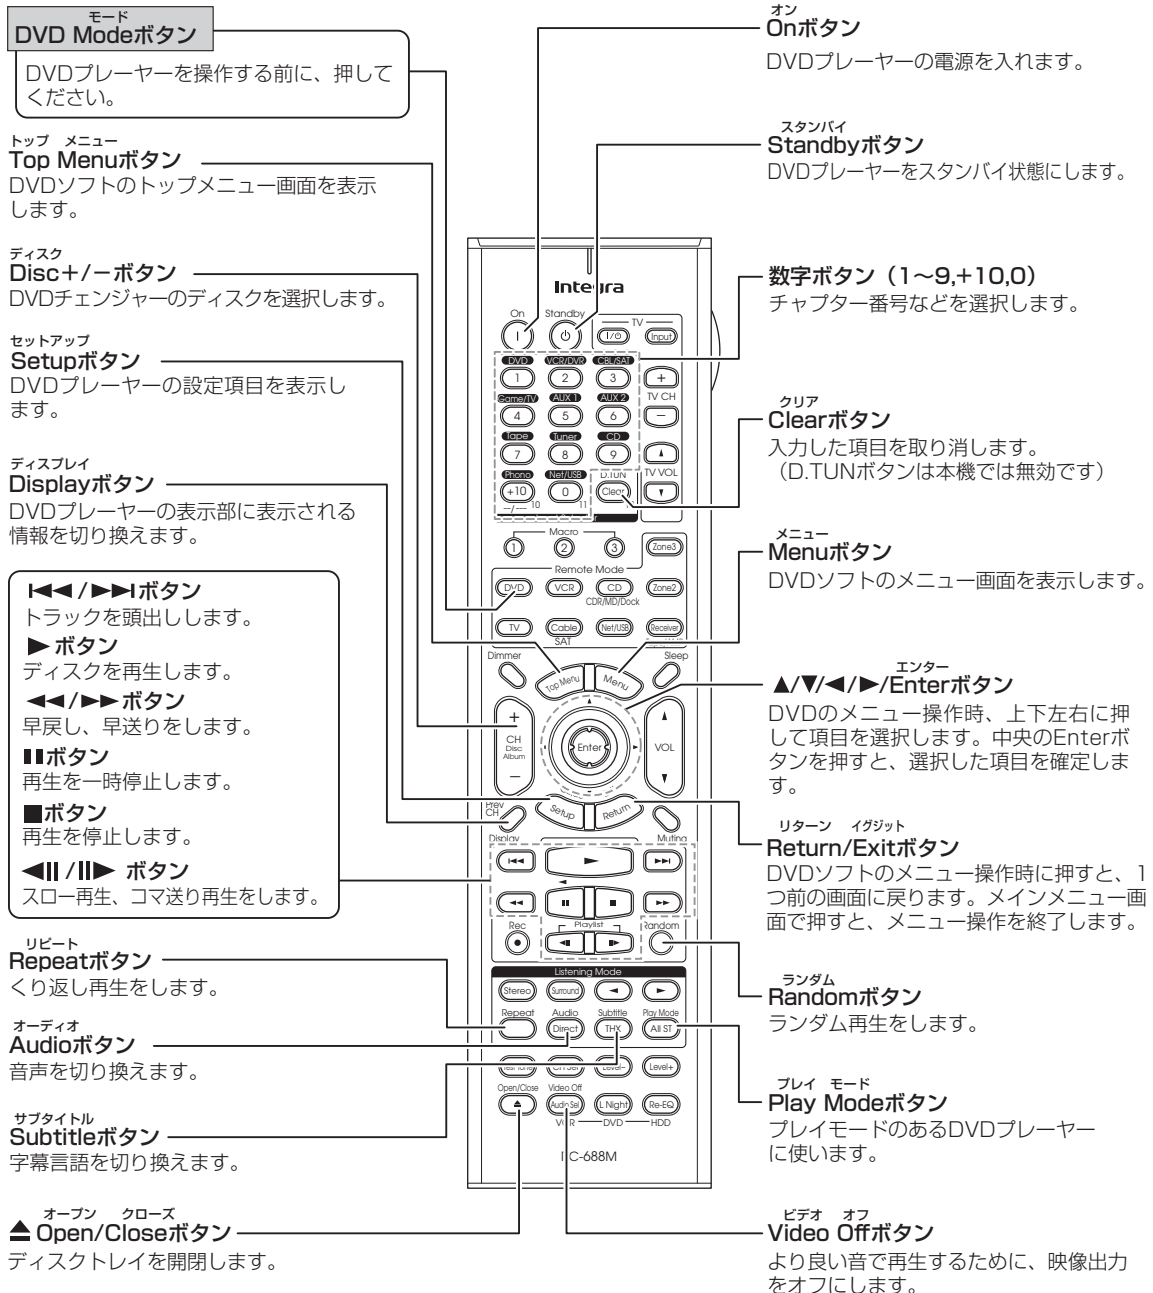 モード
DVD Modeボタン
DVDプレーヤーを操作する前に、押して
ください。
トップ メニュー
Top Menuボタン
DVDソフトのトップメニュー画面を表示
します。
ディスク
Disc＋/－ボタン
DVDチェンジャーのディスクを選択します。
セットアップ
Setupボタン
DVDプレーヤーの設定項目を表示し
ます。
ディスプレイ
Displayボタン
DVDプレーヤーの表示部に表示される
情報を切り換えます。
⏮/⏭ボタン
トラックを頭出しします。
▶ボタン
ディスクを再生します。
◀◀/▶▶ボタン
早戻し、早送りをします。
⏸ボタン
再生を一時停止します。
■ボタン
再生を停止します。
◀ⅠⅠ/ⅠⅠ▶ ボタン
スロー再生、コマ送り再生をします。
リピート
Repeatボタン
くり返し再生をします。
オーディオ
Audioボタン
音声を切り換えます。
サブタイトル
Subtitleボタン
字幕言語を切り換えます。
オープン クローズ
⏏ Open/Closeボタン
ディスクトレイを開閉します。
Integra
On Standby TV
I I/⏻ Input
DVD VCR/DVR CBL/SAT
1 2 3 +
TV CH
Game/TV AUX 1 AUX 2
4 5 6 −
Tape Tuner CD
7 8 9 ▲
Phono Net/USB D.TUN TV VOL
+10 0 Clear ▼
--/--- 10 11
Macro
1 2 3 Zone3
Remote Mode
DVD VCR CD Zone2
CDR/MD/Dock
TV Cable Net/USB Receiver
SAT
Dimmer Sleep
Top Menu Menu
+ ▲
CH Enter VOL
Disc
Album
− ▼
Prev
CH Setup Return
Display Muting
⏮ ▶ ⏭
◀◀ ⏸ ■ ▶▶
Rec Playlist Random
● ◀ⅠⅠ ⅠⅠ▶
Listening Mode
Stereo Surround ◀ ▶
Repeat Audio Subtitle Play Mode
Direct THX All ST
Test Tone CH Sel Level− Level+
Open/Close Video Off
⏏ Audio Sel L Night Re-EQ
VCR DVD HDD
RC-688M
オン
Onボタン
DVDプレーヤーの電源を入れます。
スタンバイ
Standbyボタン
DVDプレーヤーをスタンバイ状態にします。
数字ボタン（1～9,+10,0）
チャプター番号などを選択します。
クリア
Clearボタン
入力した項目を取り消します。
（D.TUNボタンは本機では無効です）
メニュー
Menuボタン
DVDソフトのメニュー画面を表示します。
エンター
▲/▼/◀/▶/Enterボタン
DVDのメニュー操作時、上下左右に押
して項目を選択します。中央のEnterボ
タンを押すと、選択した項目を確定しま
す。
リターン イグジット
Return/Exitボタン
DVDソフトのメニュー操作時に押すと、1
つ前の画面に戻ります。メインメニュー画
面で押すと、メニュー操作を終了します。
ランダム
Randomボタン
ランダム再生をします。
プレイ モード
Play Modeボタン
プレイモードのあるDVDプレーヤー
に使います。
ビデオ オフ
Video Offボタン
より良い音で再生するために、映像出力
をオフにします。